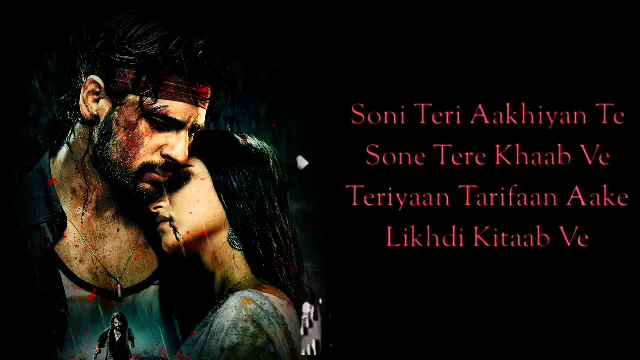 Soni Teri Aakhiyan Te
Sone Tere Khaab Ve
Teriyaan Tarifaan Aake
Likhdi Kitaab Ve